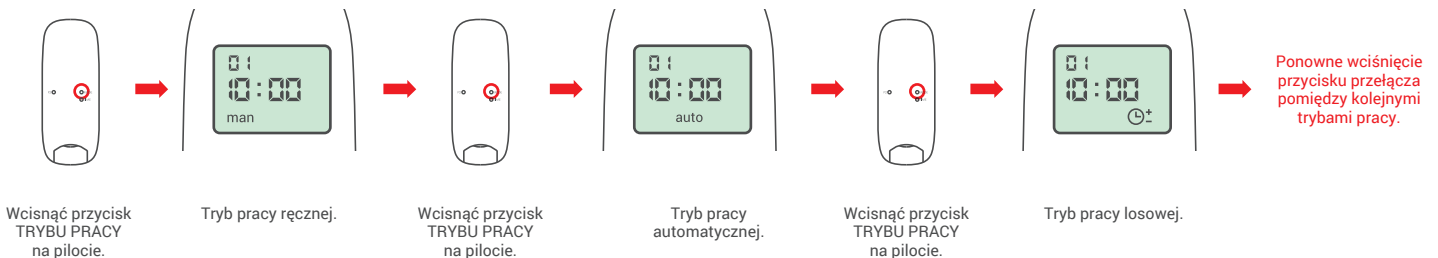 01
10:00
man
01
10:00
auto
01
10:00
Ponowne wciśnięcie
przycisku przełącza
pomiędzy kolejnymi
trybami pracy.
Wcisnąć przycisk
TRYBU PRACY
na pilocie.
Tryb pracy ręcznej.
Wcisnąć przycisk
TRYBU PRACY
na pilocie.
Tryb pracy
automatycznej.
Wcisnąć przycisk
TRYBU PRACY
na pilocie.
Tryb pracy losowej.